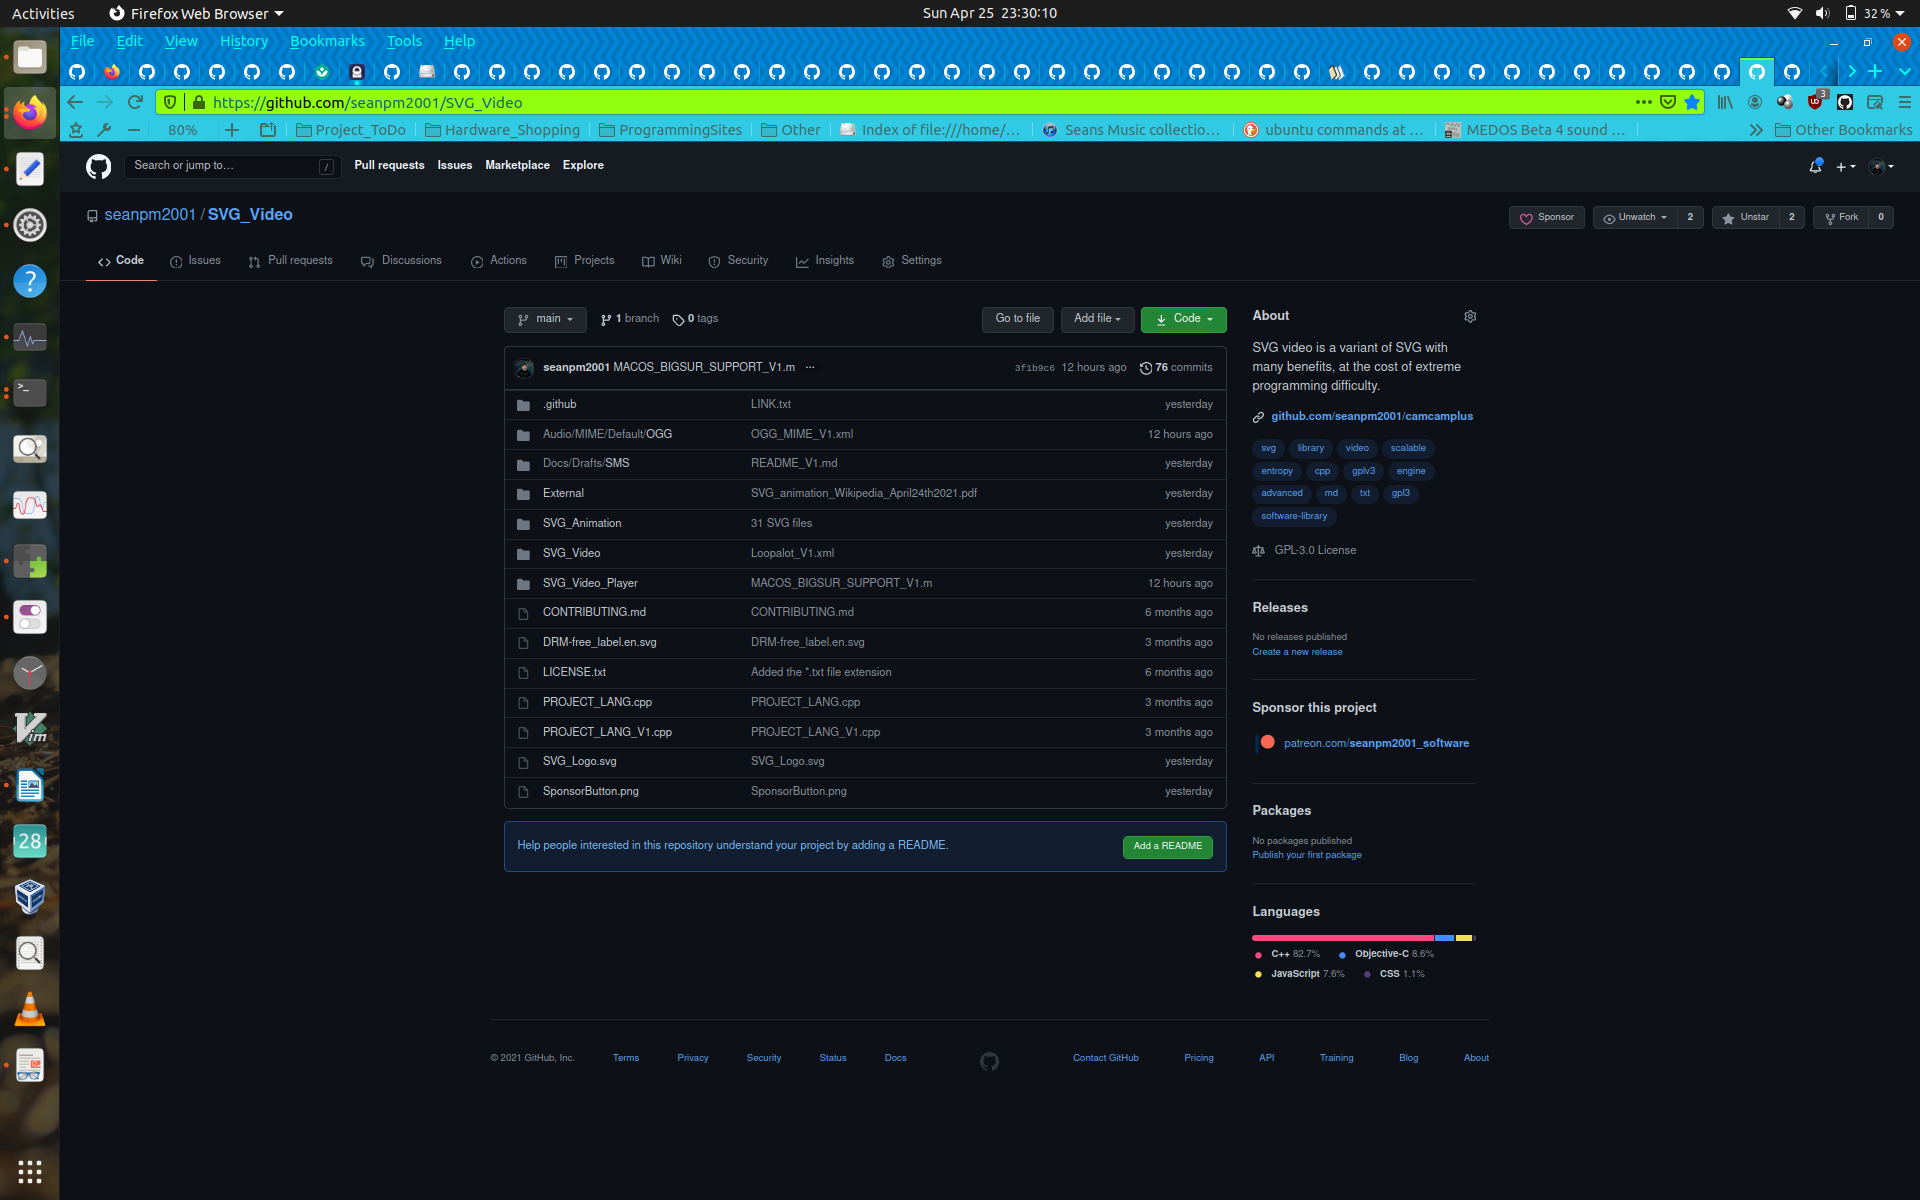 Activities Firefox Web Browser Sun Apr 25 23:30:10 32 %
File Edit View History Bookmarks Tools Help
https://github.com/seanpm2001/SVG_Video 3
80% Project_ToDo Hardware_Shopping ProgrammingSites Other Index of file:///home/... Seans Music collectio... ubuntu commands at ... MEDOS Beta 4 sound ... Other Bookmarks
Search or jump to... / Pull requests Issues Marketplace Explore
seanpm2001 / SVG_Video Sponsor Unwatch 2 Unstar 2 Fork 0
Code Issues Pull requests Discussions Actions Projects Wiki Security Insights Settings
main 1 branch 0 tags Go to file Add file Code
seanpm2001 MACOS_BIGSUR_SUPPORT_V1.m ... 3f1b9c6 12 hours ago 76 commits
.github LINK.txt yesterday
Audio/MIME/Default/OGG OGG_MIME_V1.xml 12 hours ago
Docs/Drafts/SMS README_V1.md yesterday
External SVG_animation_Wikipedia_April24th2021.pdf yesterday
SVG_Animation 31 SVG files yesterday
SVG_Video Loopalot_V1.xml yesterday
SVG_Video_Player MACOS_BIGSUR_SUPPORT_V1.m 12 hours ago
CONTRIBUTING.md CONTRIBUTING.md 6 months ago
DRM-free_label.en.svg DRM-free_label.en.svg 3 months ago
LICENSE.txt Added the *.txt file extension 6 months ago
PROJECT_LANG.cpp PROJECT_LANG.cpp 3 months ago
PROJECT_LANG_V1.cpp PROJECT_LANG_V1.cpp 3 months ago
SVG_Logo.svg SVG_Logo.svg yesterday
SponsorButton.png SponsorButton.png yesterday
Help people interested in this repository understand your project by adding a README. Add a README
About
SVG video is a variant of SVG with
many benefits, at the cost of extreme
programming difficulty.
github.com/seanpm2001/camcamplus
svg library video scalable
entropy cpp gplv3 engine
advanced md txt gpl3
software-library
GPL-3.0 License
Releases
No releases published
Create a new release
Sponsor this project
patreon.com/seanpm2001_software
Packages
No packages published
Publish your first package
Languages
C++ 82.7% Objective-C 8.6%
JavaScript 7.6% CSS 1.1%
© 2021 GitHub, Inc. Terms Privacy Security Status Docs Contact GitHub Pricing API Training Blog About
?
>_
Vim
28